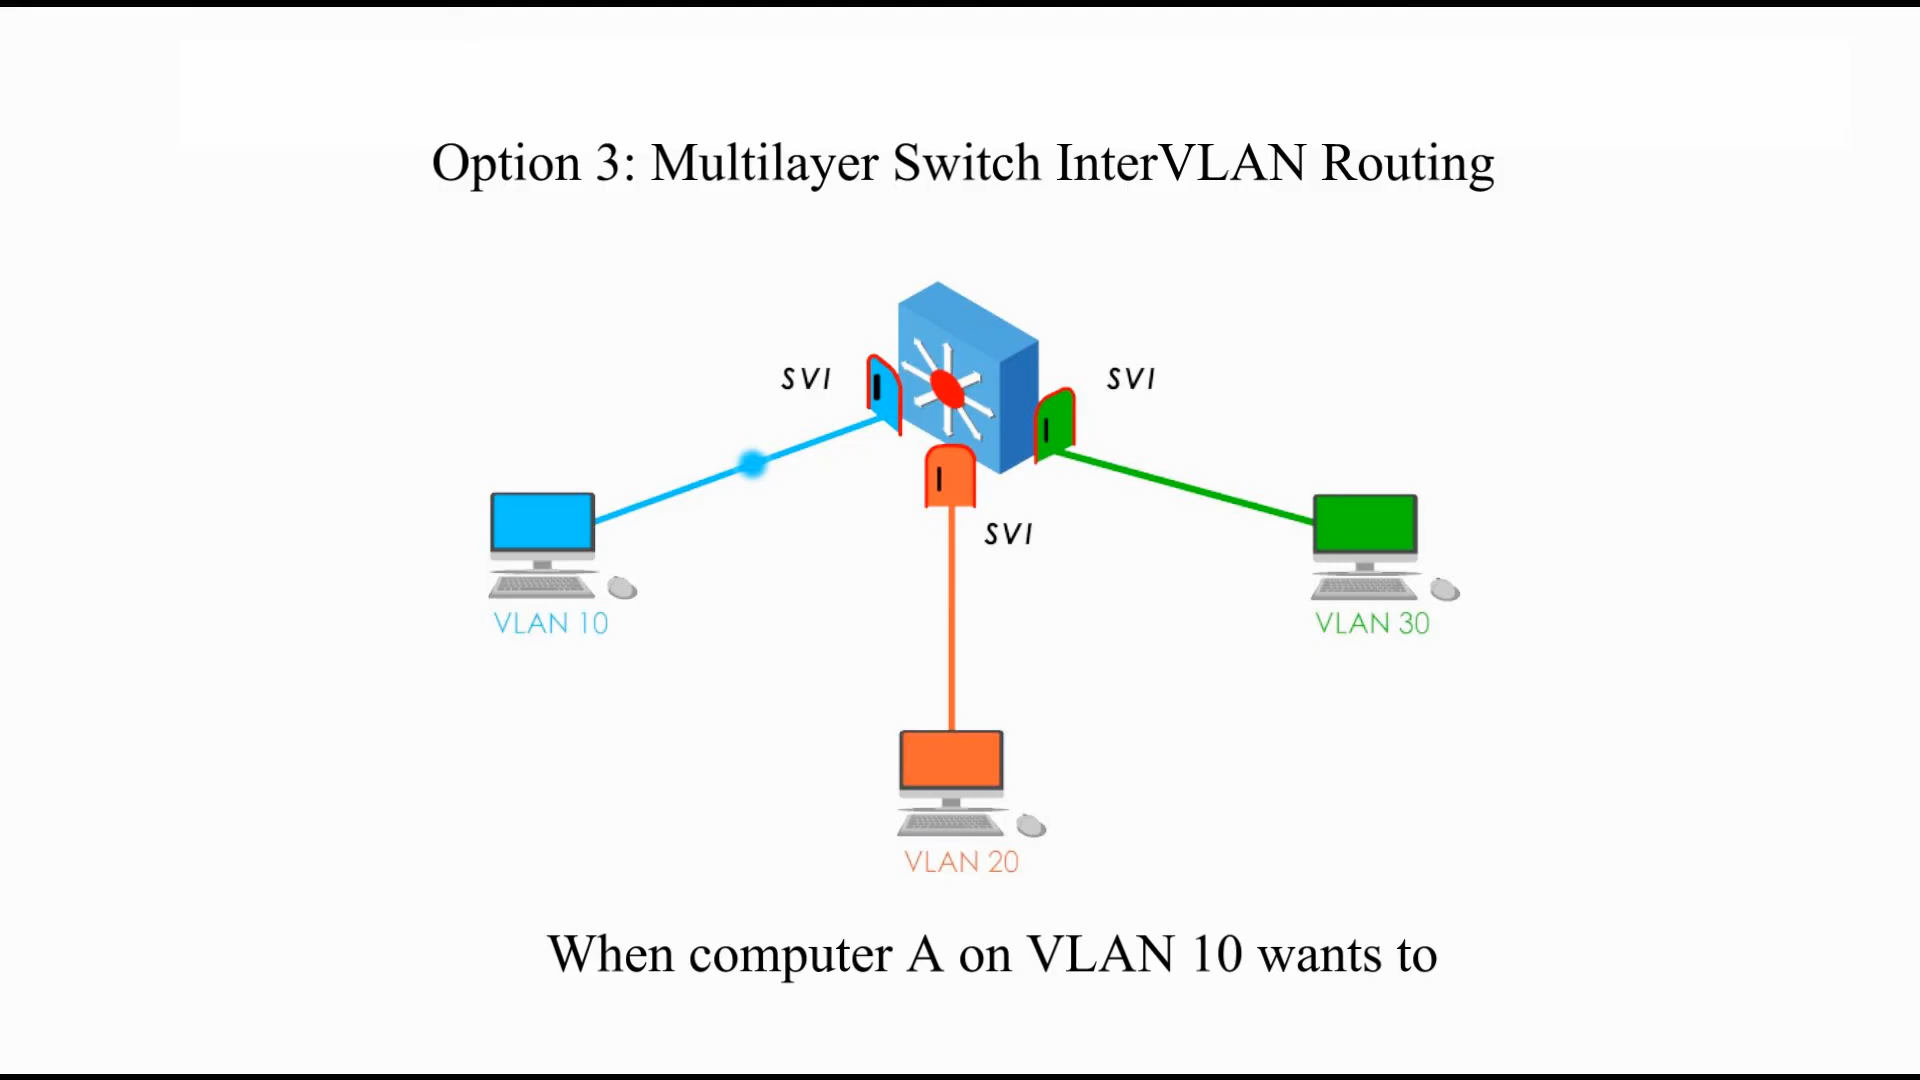 Option 3: Multilayer Switch InterVLAN Routing
SVI
SVI
SVI
VLAN 10
VLAN 30
VLAN 20
When computer A on VLAN 10 wants to